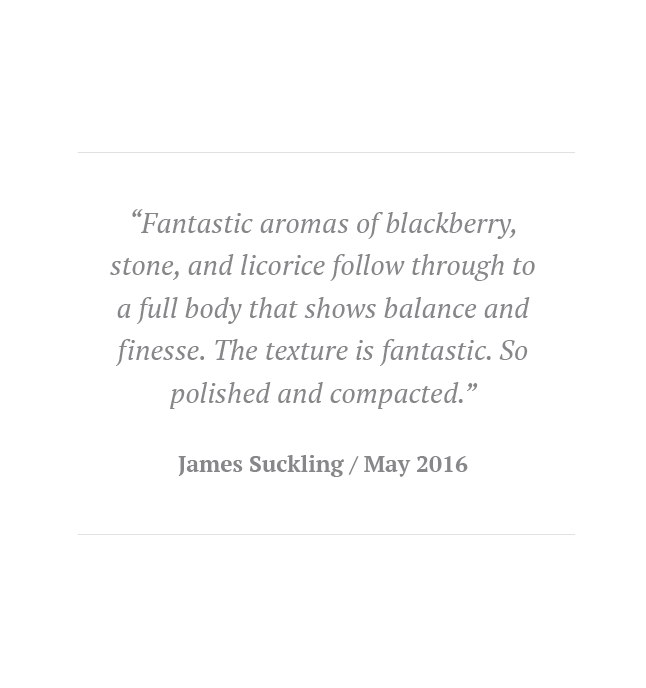 “Fantastic aromas of blackberry,
stone, and licorice follow through to
a full body that shows balance and
finesse. The texture is fantastic. So
polished and compacted.”
James Suckling / May 2016